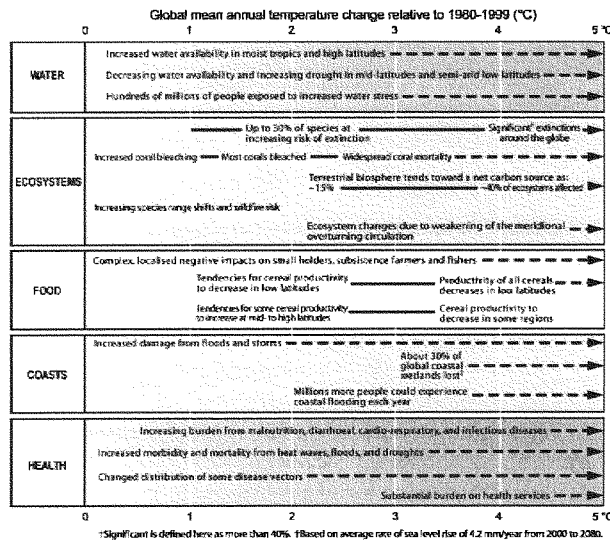 Global mean annual temperature change relative to 1980-1999 (°C)
0 1 2 3 4 5 °C
WATER
Increased water availability in moist tropics and high latitudes
Decreasing water availability and increasing drought in mid-latitudes and semi-arid low latitudes
Hundreds of millions of people exposed to increased water stress
ECOSYSTEMS
Up to 30% of species at
increasing risk of extinction
Significant† extinctions
around the globe
Increased coral bleaching Most corals bleached Widespread coral mortality
Terrestrial biosphere tends toward a net carbon source as:
~15% ~40% of ecosystems affected
Increasing species range shifts and wildfire risk
Ecosystem changes due to weakening of the meridional
overturning circulation
FOOD
Complex, localised negative impacts on small holders, subsistence farmers and fishers
Tendencies for cereal productivity
to decrease in low latitudes
Productivity of all cereals
decreases in low latitudes
Tendencies for some cereal productivity
to increase at mid- to high latitudes
Cereal productivity to
decrease in some regions
COASTS
Increased damage from floods and storms
About 30% of
global coastal
wetlands lost‡
Millions more people could experience
coastal flooding each year
HEALTH
Increasing burden from malnutrition, diarrhoeal, cardio-respiratory, and infectious diseases
Increased morbidity and mortality from heat waves, floods, and droughts
Changed distribution of some disease vectors
Substantial burden on health services
0 1 2 3 4 5 °C
†Significant is defined here as more than 40%. †Based on average rate of sea level rise of 4.2 mm/year from 2000 to 2080.